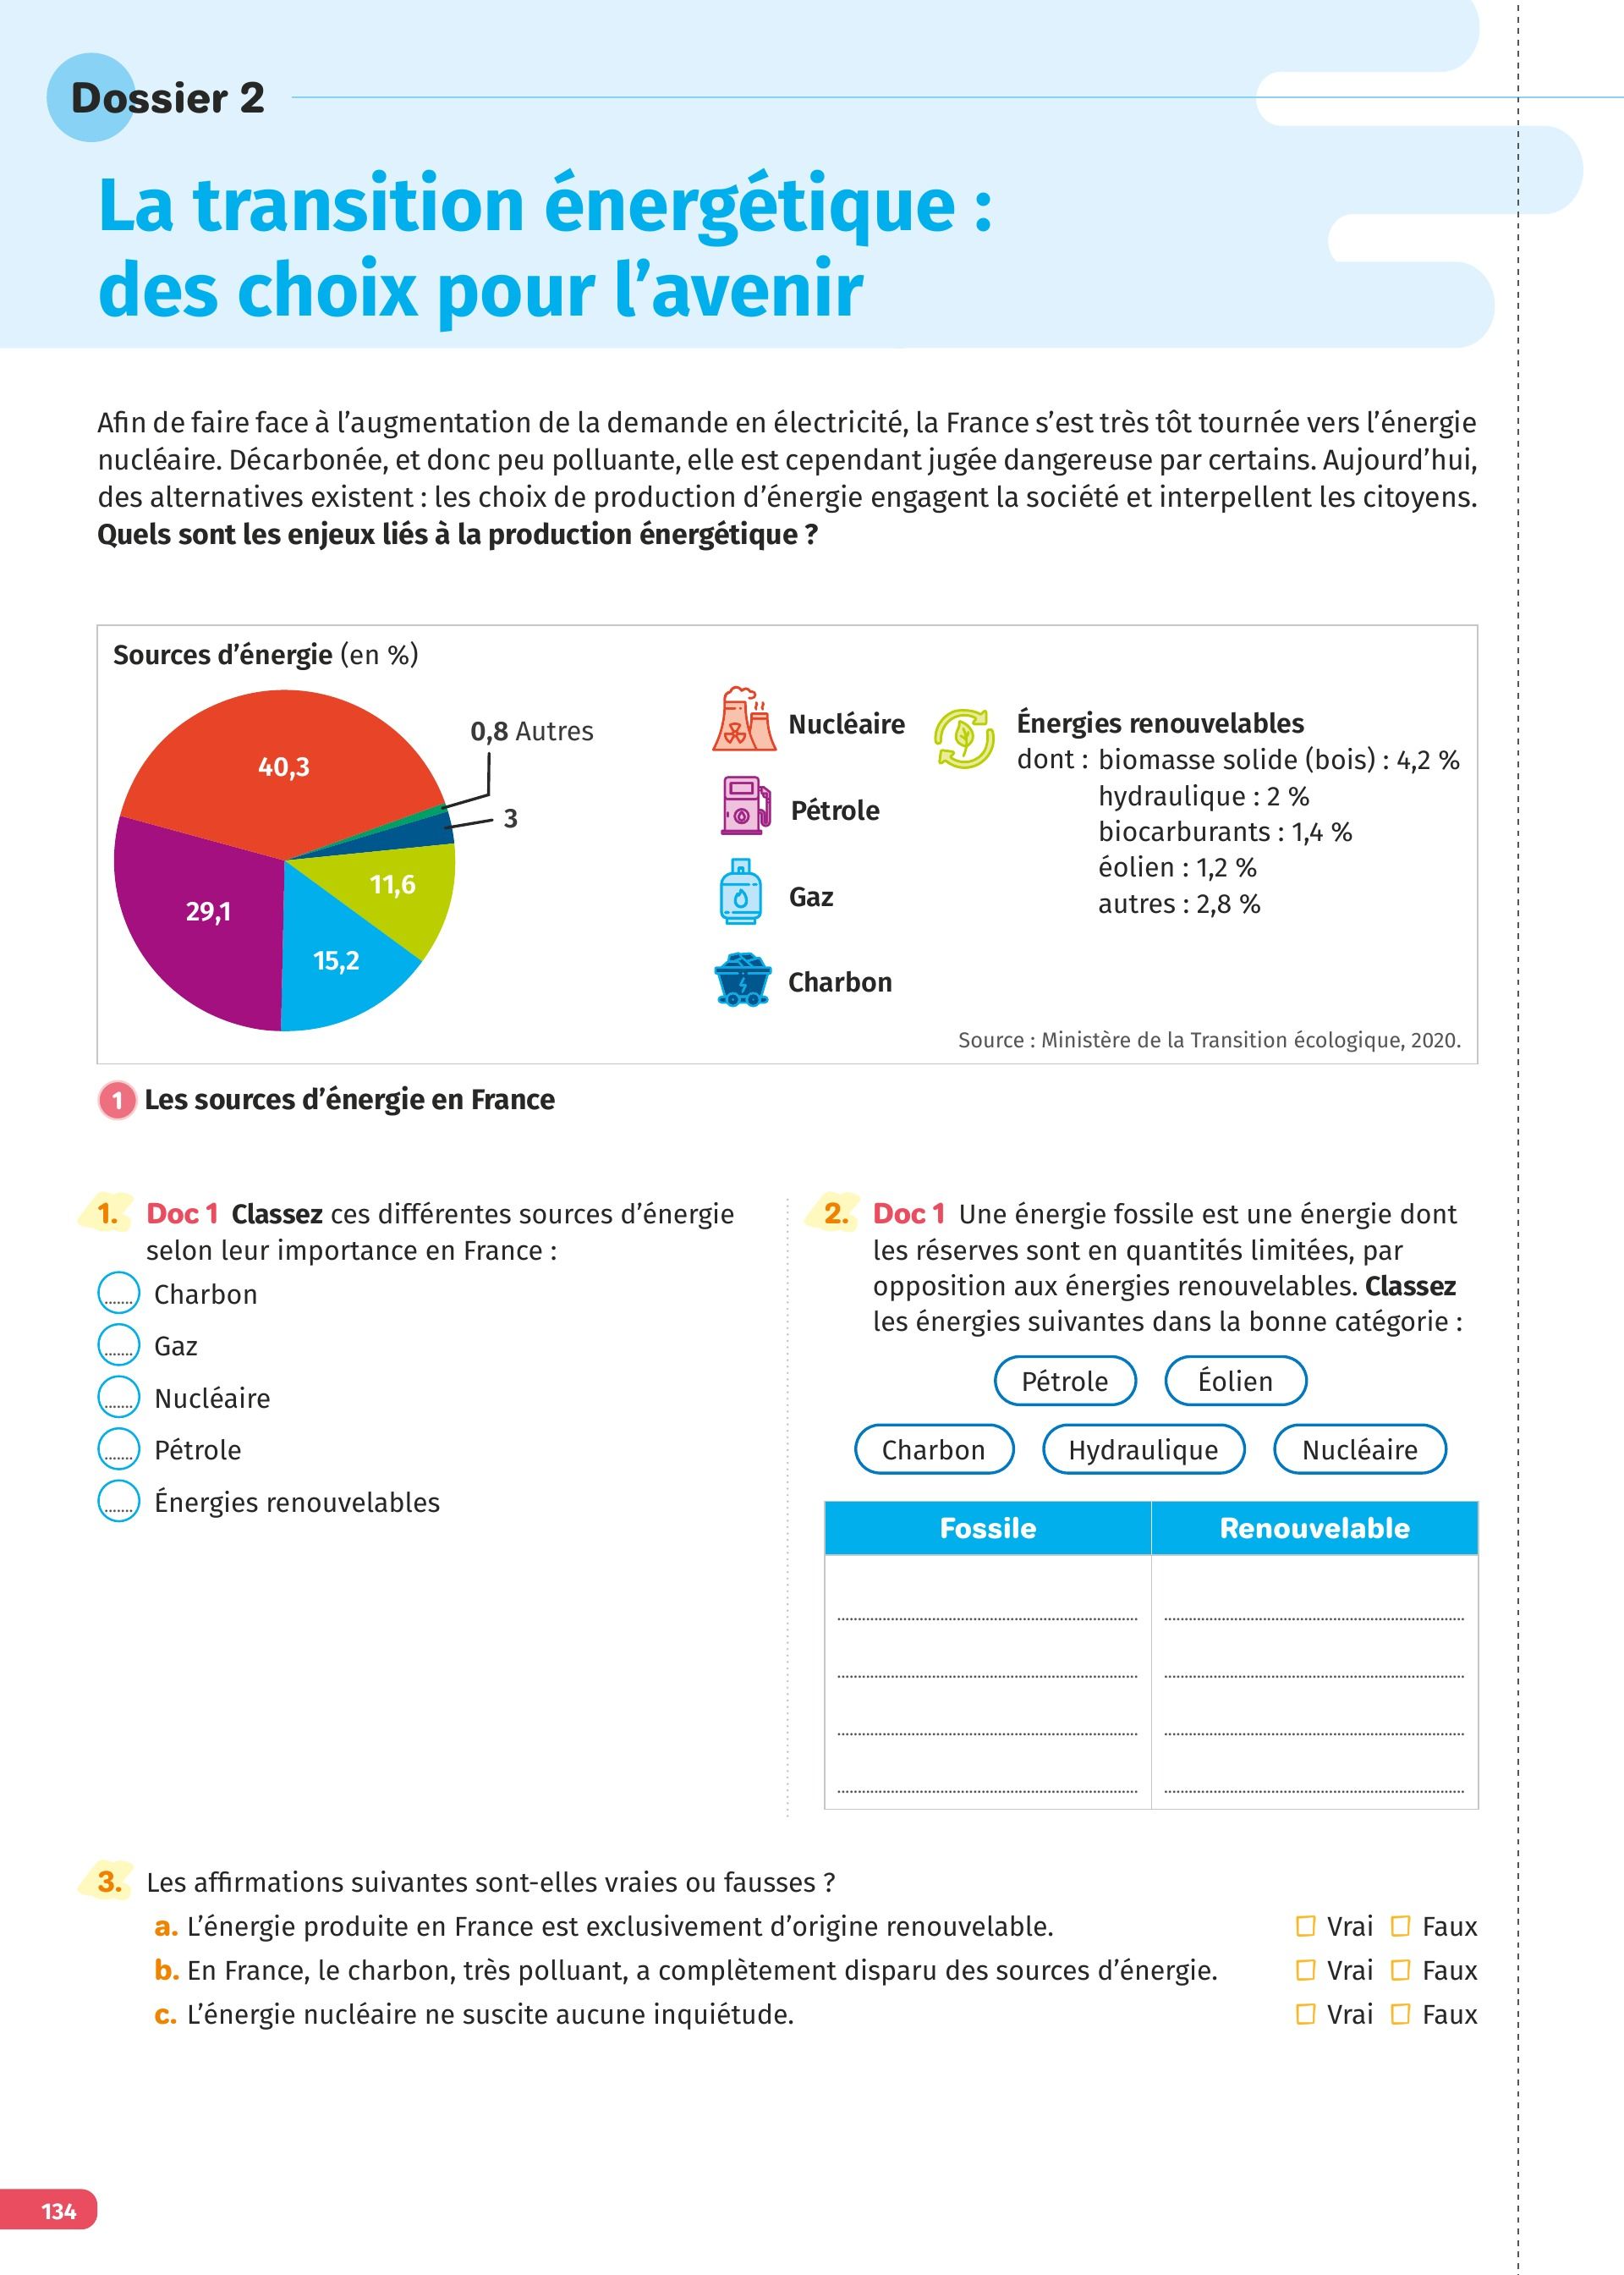 Dossier 2
La transition énergétique :
des choix pour l’avenir
Afin de faire face à l’augmentation de la demande en électricité, la France s’est très tôt tournée vers l’énergie
nucléaire. Décarbonée, et donc peu polluante, elle est cependant jugée dangereuse par certains. Aujourd’hui,
des alternatives existent : les choix de production d’énergie engagent la société et interpellent les citoyens.
Quels sont les enjeux liés à la production énergétique ?
Sources d’énergie (en %)
40,3
0,8 Autres
3
11,6
29,1
15,2
Nucléaire
Pétrole
Gaz
Charbon
Énergies renouvelables
dont : biomasse solide (bois) : 4,2 %
hydraulique : 2 %
biocarburants : 1,4 %
éolien : 1,2 %
autres : 2,8 %
Source : Ministère de la Transition écologique, 2020.
1 Les sources d’énergie en France
1. Doc 1 Classez ces différentes sources d’énergie
selon leur importance en France :
....... Charbon
....... Gaz
....... Nucléaire
....... Pétrole
....... Énergies renouvelables
2. Doc 1 Une énergie fossile est une énergie dont
les réserves sont en quantités limitées, par
opposition aux énergies renouvelables. Classez
les énergies suivantes dans la bonne catégorie :
Pétrole Éolien
Charbon Hydraulique Nucléaire
Fossile Renouvelable
3. Les affirmations suivantes sont-elles vraies ou fausses ?
a. L’énergie produite en France est exclusivement d’origine renouvelable. Vrai Faux
b. En France, le charbon, très polluant, a complètement disparu des sources d’énergie. Vrai Faux
c. L’énergie nucléaire ne suscite aucune inquiétude. Vrai Faux
134